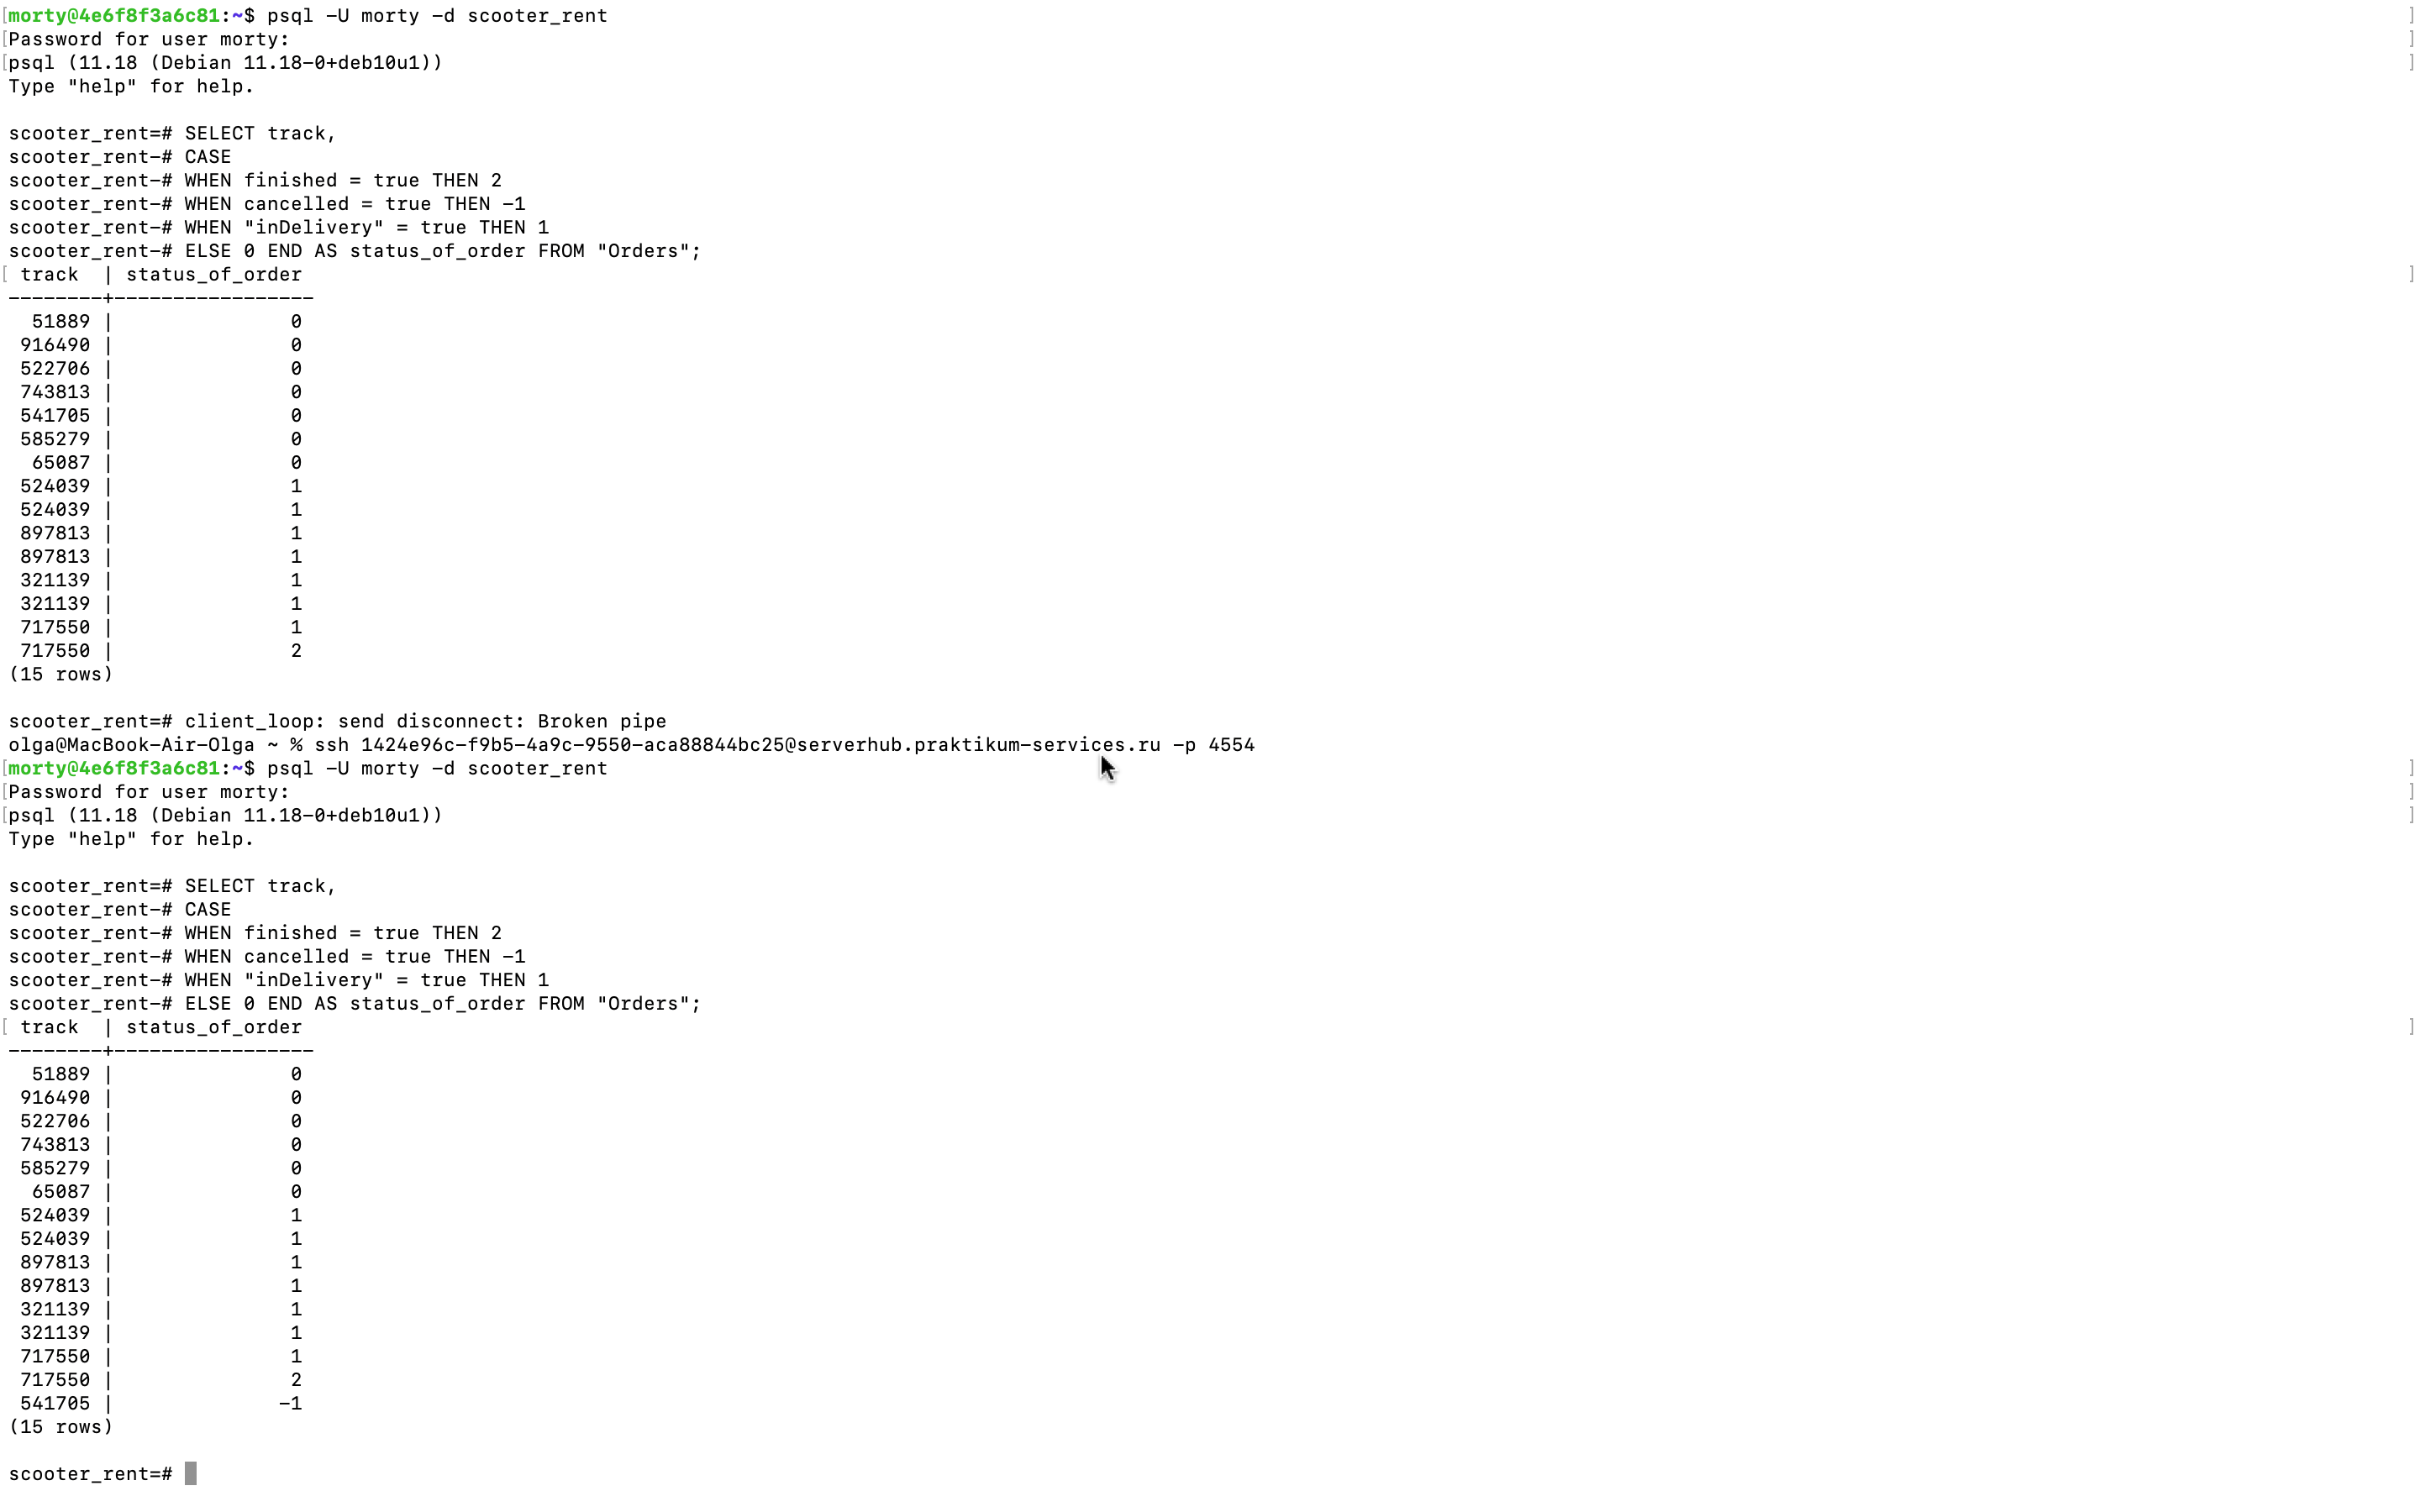 [morty@4e6f8f3a6c81:~$ psql -U morty -d scooter_rent ]
[Password for user morty: ]
[psql (11.18 (Debian 11.18-0+deb10u1)) ]
Type "help" for help.
scooter_rent=# SELECT track,
scooter_rent-# CASE
scooter_rent-# WHEN finished = true THEN 2
scooter_rent-# WHEN cancelled = true THEN -1
scooter_rent-# WHEN "inDelivery" = true THEN 1
scooter_rent-# ELSE 0 END AS status_of_order FROM "Orders";
[ track  | status_of_order ]
--------+-----------------
  51889 |               0
 916490 |               0
 522706 |               0
 743813 |               0
 541705 |               0
 585279 |               0
  65087 |               0
 524039 |               1
 524039 |               1
 897813 |               1
 897813 |               1
 321139 |               1
 321139 |               1
 717550 |               1
 717550 |               2
(15 rows)
scooter_rent=# client_loop: send disconnect: Broken pipe
olga@MacBook-Air-Olga ~ % ssh 1424e96c-f9b5-4a9c-9550-aca88844bc25@serverhub.praktikum-services.ru -p 4554
[morty@4e6f8f3a6c81:~$ psql -U morty -d scooter_rent ]
[Password for user morty: ]
[psql (11.18 (Debian 11.18-0+deb10u1)) ]
Type "help" for help.
scooter_rent=# SELECT track,
scooter_rent-# CASE
scooter_rent-# WHEN finished = true THEN 2
scooter_rent-# WHEN cancelled = true THEN -1
scooter_rent-# WHEN "inDelivery" = true THEN 1
scooter_rent-# ELSE 0 END AS status_of_order FROM "Orders";
[ track  | status_of_order ]
--------+-----------------
  51889 |               0
 916490 |               0
 522706 |               0
 743813 |               0
 585279 |               0
  65087 |               0
 524039 |               1
 524039 |               1
 897813 |               1
 897813 |               1
 321139 |               1
 321139 |               1
 717550 |               1
 717550 |               2
 541705 |              -1
(15 rows)
scooter_rent=#